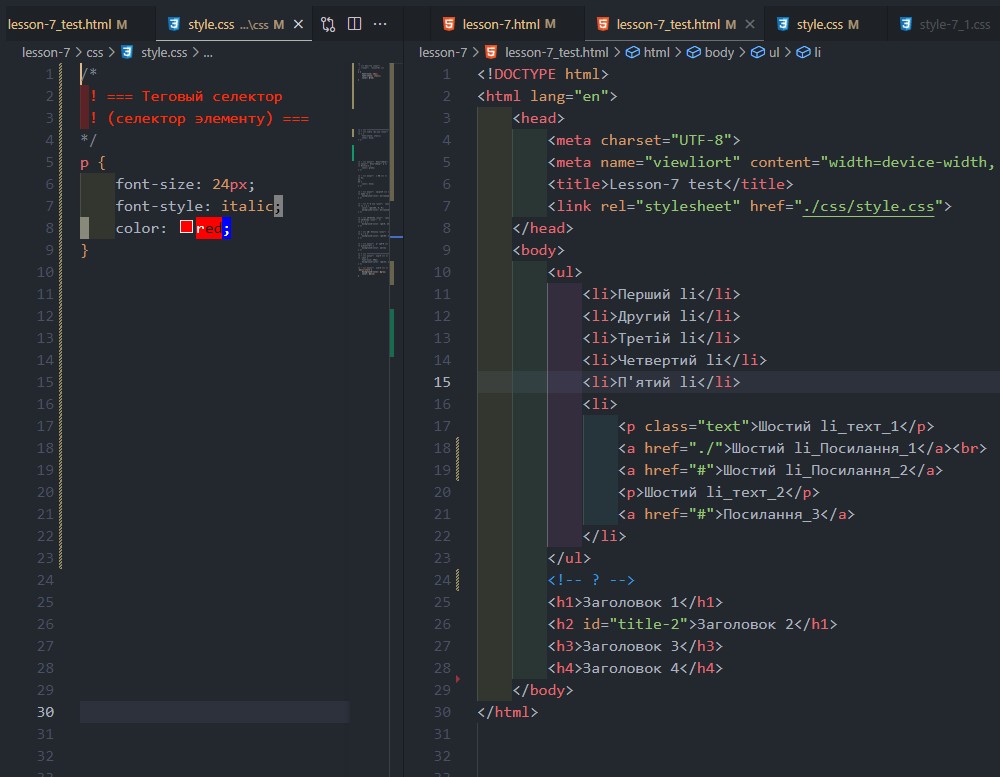 lesson-7_test.html M
style.css ...\css M
lesson-7.html M
lesson-7_test.html M
style.css M
style-7_1.css
lesson-7 > css > style.css > ...
lesson-7 > lesson-7_test.html > html > body > ul > li
1 /*
2 ! === Теговый селектор
3 ! (селектор элементу) ===
4 */
5 p {
6 font-size: 24px;
7 font-style: italic;
8 color: red;
9 }
10
11
12
13
14
15
16
17
18
19
20
21
22
23
24
25
26
27
28
29
30
31
32
1 <!DOCTYPE html>
2 <html lang="en">
3 <head>
4 <meta charset="UTF-8">
5 <meta name="viewliort" content="width=device-width,
6 <title>Lesson-7 test</title>
7 <link rel="stylesheet" href="./css/style.css">
8 </head>
9 <body>
10 <ul>
11 <li>Перший li</li>
12 <li>Другий li</li>
13 <li>Третій li</li>
14 <li>Четвертий li</li>
15 <li>П'ятий li</li>
16 <li>
17 <p class="text">Шостий li_текст_1</p>
18 <a href="./">Шостий li_Посилання_1</a><br>
19 <a href="#">Шостий li_Посилання_2</a>
20 <p>Шостий li_текст_2</p>
21 <a href="#">Посилання_3</a>
22 </li>
23 </ul>
24 <!-- ? -->
25 <h1>Заголовок 1</h1>
26 <h2 id="title-2">Заголовок 2</h1>
27 <h3>Заголовок 3</h3>
28 <h4>Заголовок 4</h4>
29 </body>
30 </html>
31
32